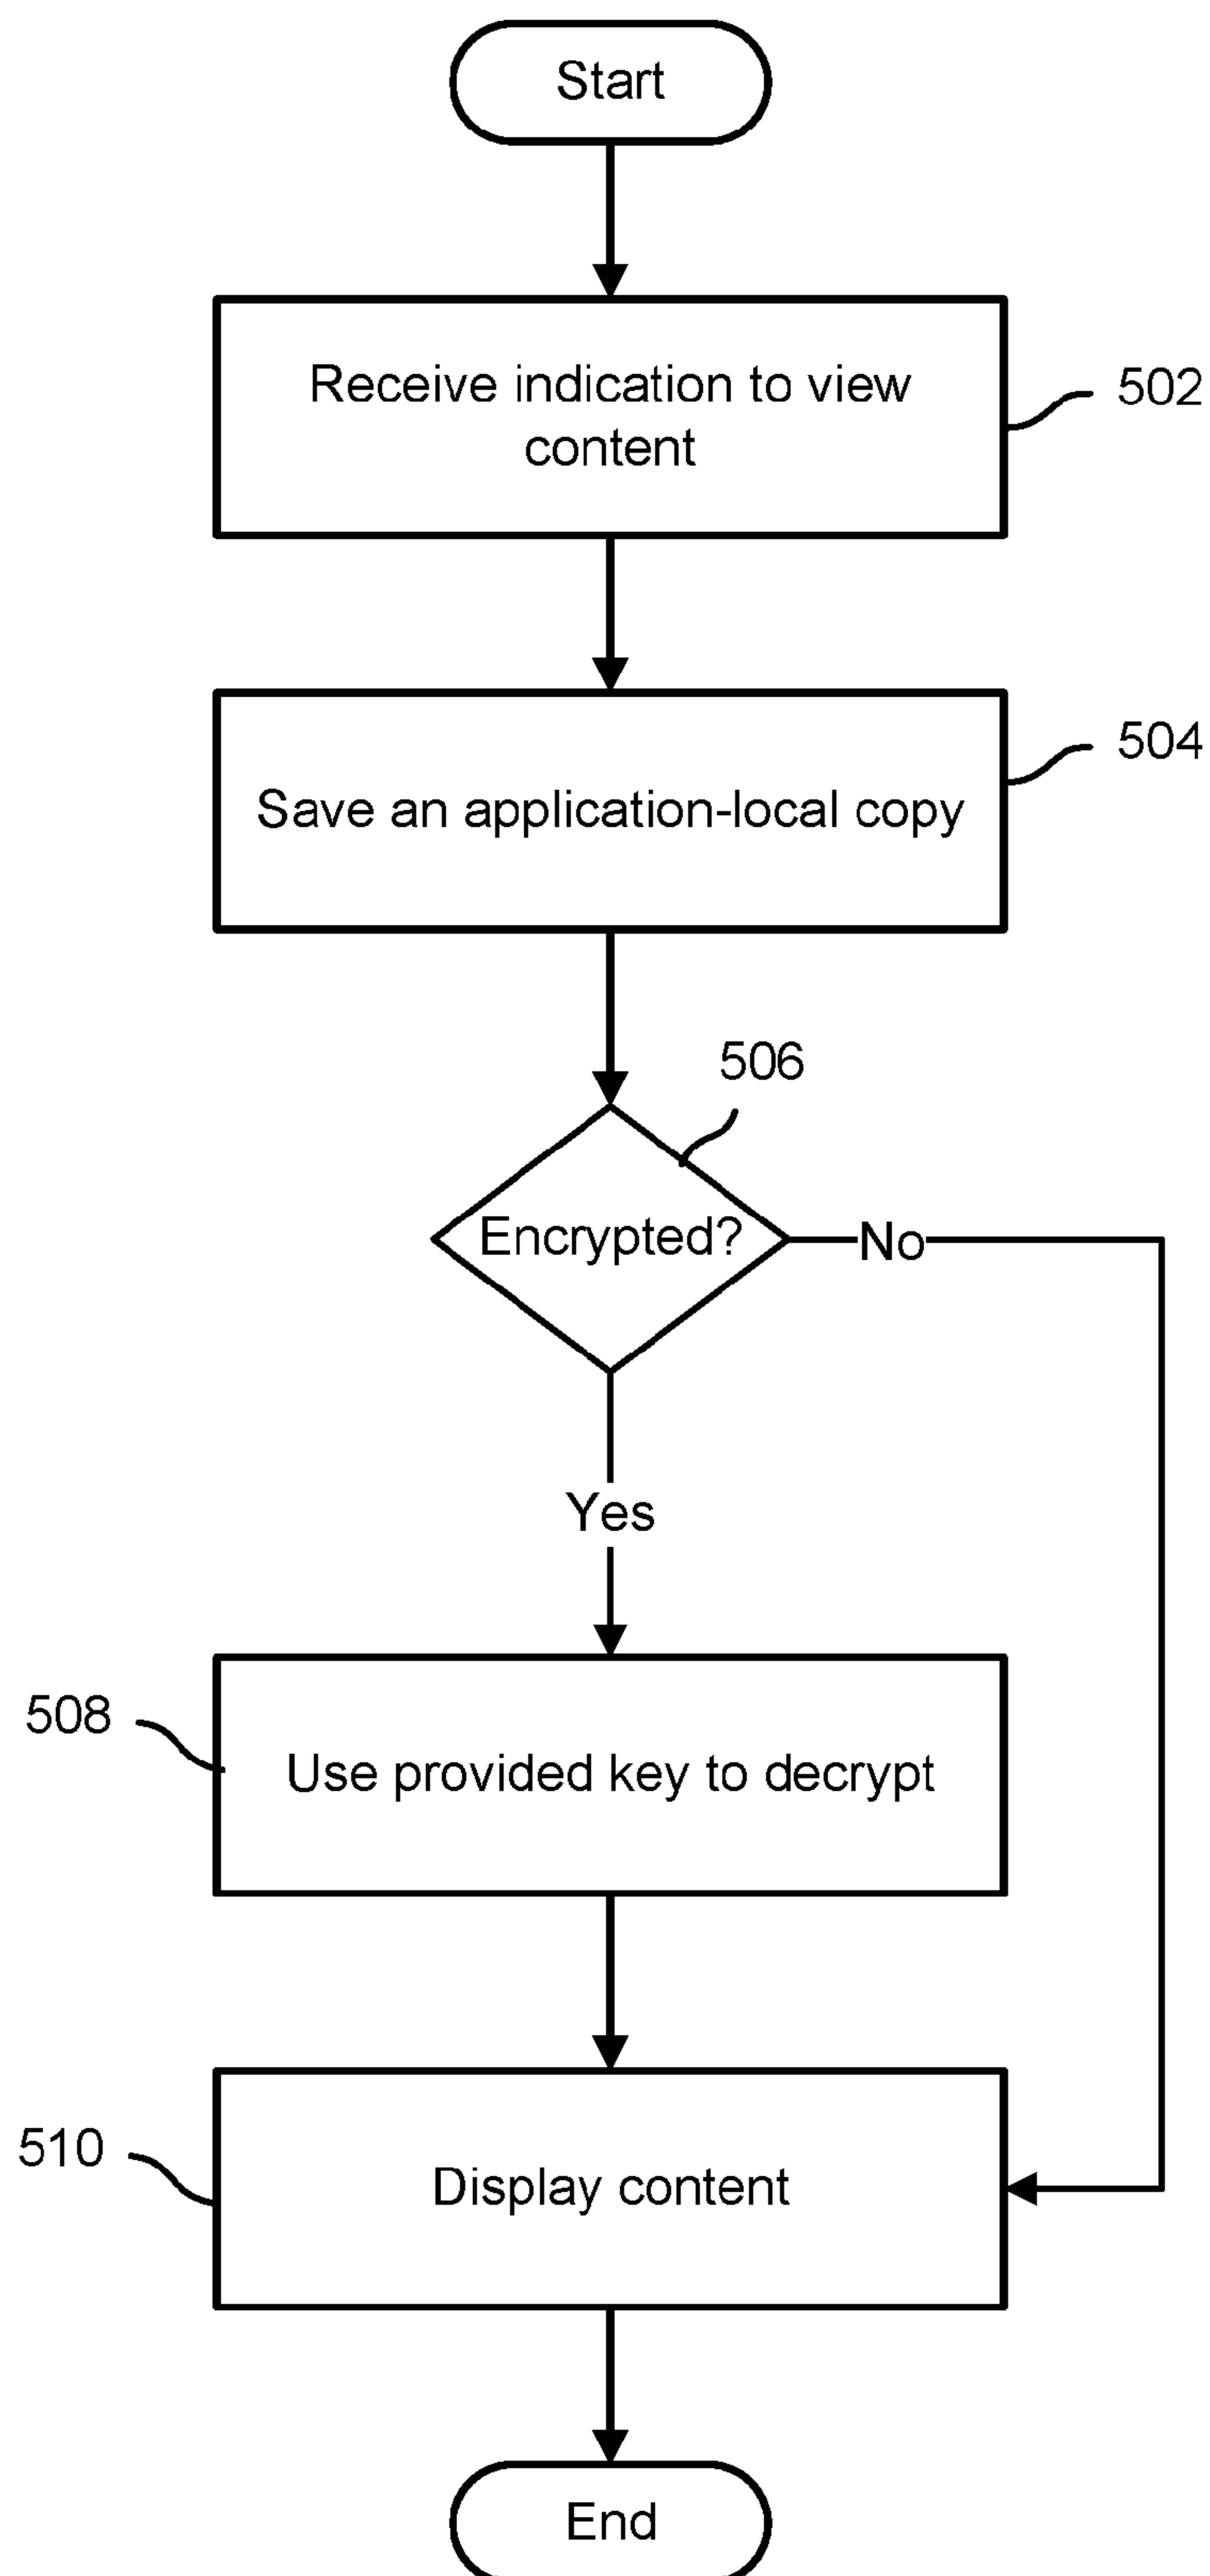 Start
Receive indication to view
content
502
Save an application-local copy
504
506
Encrypted?
No
Yes
508
Use provided key to decrypt
510
Display content
End